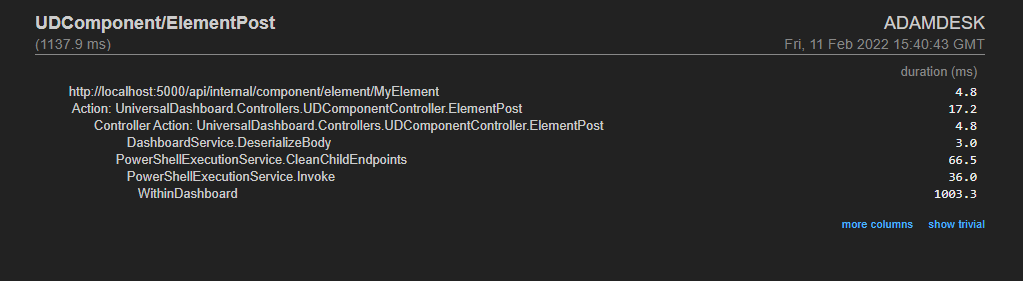 UDComponent/ElementPost ADAMDESK
(1137.9 ms) Fri, 11 Feb 2022 15:40:43 GMT
duration (ms)
http://localhost:5000/api/internal/component/element/MyElement 4.8
Action: UniversalDashboard.Controllers.UDComponentController.ElementPost 17.2
Controller Action: UniversalDashboard.Controllers.UDComponentController.ElementPost 4.8
DashboardService.DeserializeBody 3.0
PowerShellExecutionService.CleanChildEndpoints 66.5
PowerShellExecutionService.Invoke 36.0
WithinDashboard 1003.3
more columns show trivial